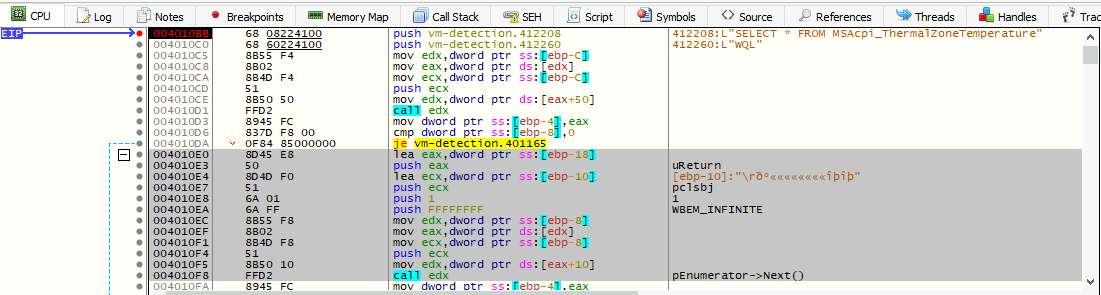 CPU Log Notes Breakpoints Memory Map Call Stack SEH Script Symbols Source References Threads Handles Trac
EIP 004010BB 68 08224100 push vm-detection.412208 412208:L"SELECT * FROM MSAcpi_ThermalZoneTemperature"
004010C0 68 60224100 push vm-detection.412260 412260:L"WQL"
004010C5 8B55 F4 mov edx,dword ptr ss:[ebp-C]
004010C8 8B02 mov eax,dword ptr ds:[edx]
004010CA 8B4D F4 mov ecx,dword ptr ss:[ebp-C]
004010CD 51 push ecx
004010CE 8B50 50 mov edx,dword ptr ds:[eax+50]
004010D1 FFD2 call edx
004010D3 8945 FC mov dword ptr ss:[ebp-4],eax
004010D6 837D F8 00 cmp dword ptr ss:[ebp-8],0
004010DA 0F84 85000000 je vm-detection.401165
004010E0 8D45 E8 lea eax,dword ptr ss:[ebp-18]
004010E3 50 push eax uReturn
004010E4 8D4D F0 lea ecx,dword ptr ss:[ebp-10] [ebp-10]:"\rðº««««««««îþîþ"
004010E7 51 push ecx pclsbj
004010E8 6A 01 push 1 1
004010EA 6A FF push FFFFFFFF WBEM_INFINITE
004010EC 8B55 F8 mov edx,dword ptr ss:[ebp-8]
004010EF 8B02 mov eax,dword ptr ds:[edx]
004010F1 8B4D F8 mov ecx,dword ptr ss:[ebp-8]
004010F4 51 push ecx
004010F5 8B50 10 mov edx,dword ptr ds:[eax+10]
004010F8 FFD2 call edx pEnumerator->Next()
004010FA 8945 FC mov dword ptr ss:[ebp-4],eax